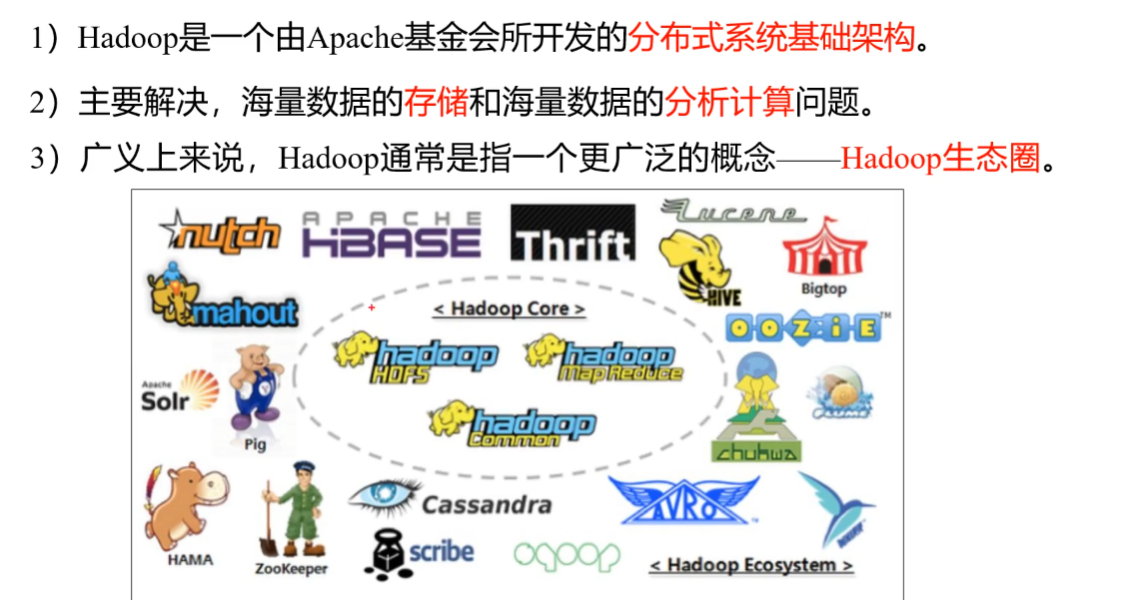 1）Hadoop是一个由Apache基金会所开发的分布式系统基础架构。
2）主要解决，海量数据的存储和海量数据的分析计算问题。
3）广义上来说，Hadoop通常是指一个更广泛的概念——Hadoop生态圈。
nutch
APACHE
HBASE
Thrift
Lucene
HIVE
Bigtop
mahout
< Hadoop Core >
OOZiE™
hadoop
HDFS
hadoop
MapReduce
Apache
Solr
Pig
hadoop
Common
FLUME
chukwa
HAMA
ZooKeeper
Cassandra
AVRO
scribe
sqoop
< Hadoop Ecosystem >